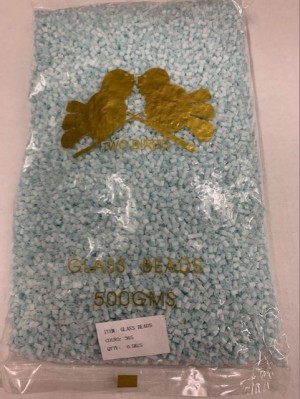 TWO BIRDS
GLASS BEADS
500GMS
ITEM: GLASS BEADS